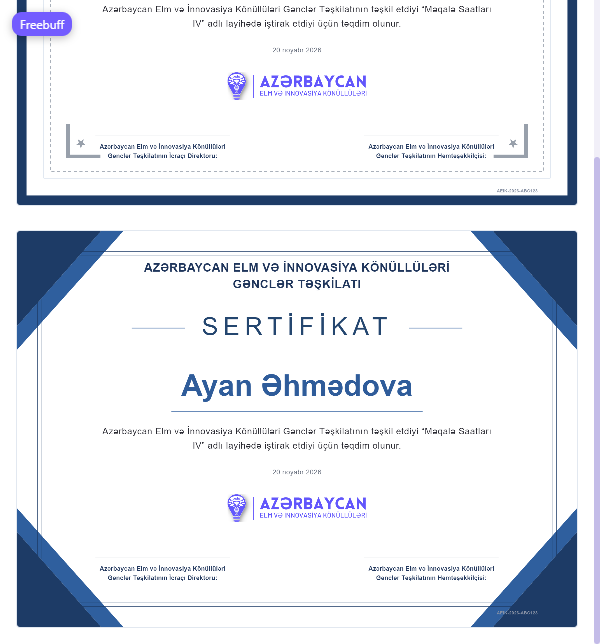 Azərbaycan Elm və İnnovasiya Könüllüləri Gənclər Təşkilatının təşkil etdiyi “Məqalə Saatları
IV” adlı layihədə iştirak etdiyi üçün təqdim olunur.
Freebuff
20 noyabr 2026
AZƏRBAYCAN
ELM VƏ İNNOVASİYA KÖNÜLLÜLƏRİ
Azərbaycan Elm və İnnovasiya Könüllüləri
Gənclər Təşkilatının İcraçı Direktoru:
Azərbaycan Elm və İnnovasiya Könüllüləri
Gənclər Təşkilatının Həmtəskilçisi:
AZƏRBAYCAN ELM VƏ İNNOVASİYA KÖNÜLLÜLƏRİ
GƏNCLƏR TƏŞKİLATI
SERTİFİKAT
Ayan Əhmədova
Azərbaycan Elm və İnnovasiya Könüllüləri Gənclər Təşkilatının təşkil etdiyi “Məqalə Saatları
IV” adlı layihədə iştirak etdiyi üçün təqdim olunur.
20 noyabr 2026
AZƏRBAYCAN
ELM VƏ İNNOVASİYA KÖNÜLLÜLƏRİ
Azərbaycan Elm və İnnovasiya Könüllüləri
Gənclər Təşkilatının İcraçı Direktoru:
Azərbaycan Elm və İnnovasiya Könüllüləri
Gənclər Təşkilatının Həmtəskilçisi: